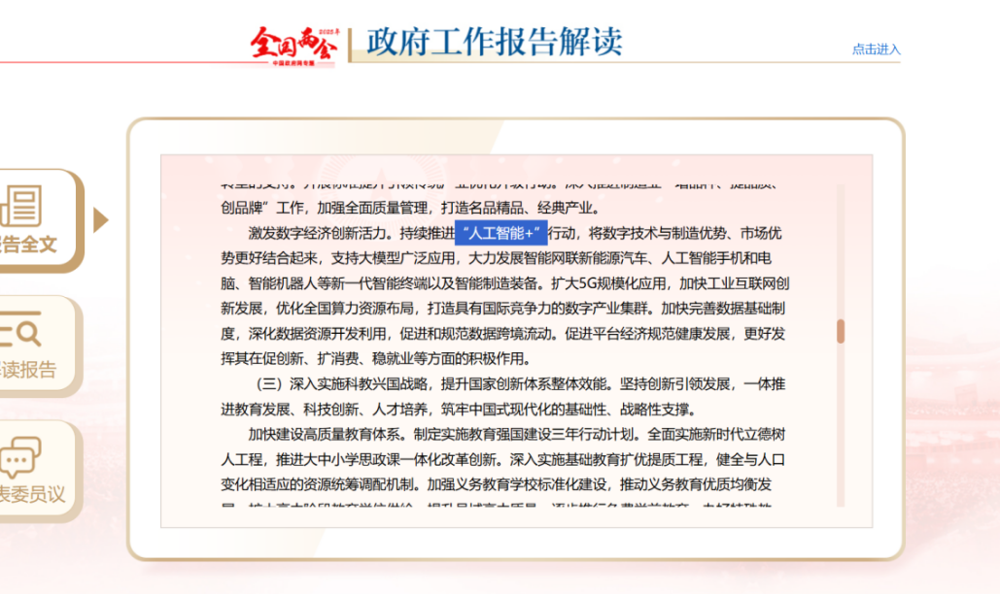 全国两会 2025年
中国政府网专题
政府工作报告解读
点击进入
告全文
读报告
表委员议
创品牌”工作，加强全面质量管理，打造名品精品、经典产业。
激发数字经济创新活力。持续推进“人工智能+”行动，将数字技术与制造优势、市场优
势更好结合起来，支持大模型广泛应用，大力发展智能网联新能源汽车、人工智能手机和电
脑、智能机器人等新一代智能终端以及智能制造装备。扩大5G规模化应用，加快工业互联网创
新发展，优化全国算力资源布局，打造具有国际竞争力的数字产业集群。加快完善数据基础制
度，深化数据资源开发利用，促进和规范数据跨境流动。促进平台经济规范健康发展，更好发
挥其在促创新、扩消费、稳就业等方面的积极作用。
（三）深入实施科教兴国战略，提升国家创新体系整体效能。坚持创新引领发展，一体推
进教育发展、科技创新、人才培养，筑牢中国式现代化的基础性、战略性支撑。
加快建设高质量教育体系。制定实施教育强国建设三年行动计划。全面实施新时代立德树
人工程，推进大中小学思政课一体化改革创新。深入实施基础教育扩优提质工程，健全与人口
变化相适应的资源统筹调配机制。加强义务教育学校标准化建设，推动义务教育优质均衡发